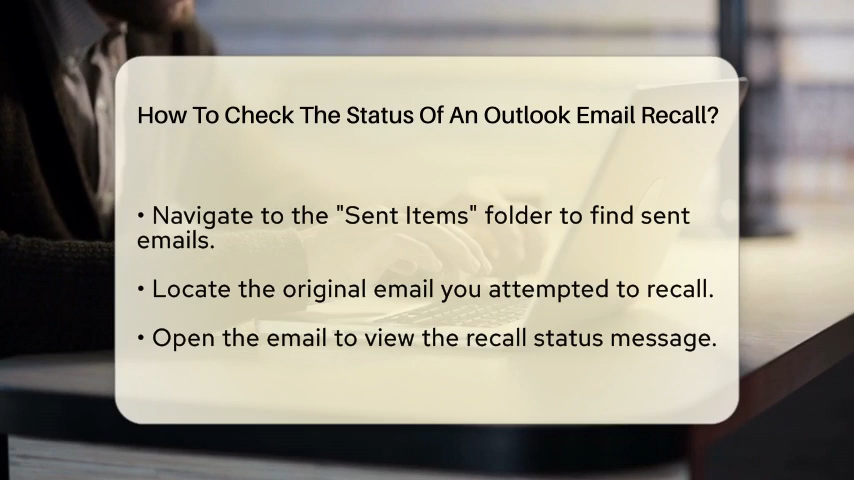 How To Check The Status Of An Outlook Email Recall?
• Navigate to the "Sent Items" folder to find sent
emails.
• Locate the original email you attempted to recall.
• Open the email to view the recall status message.